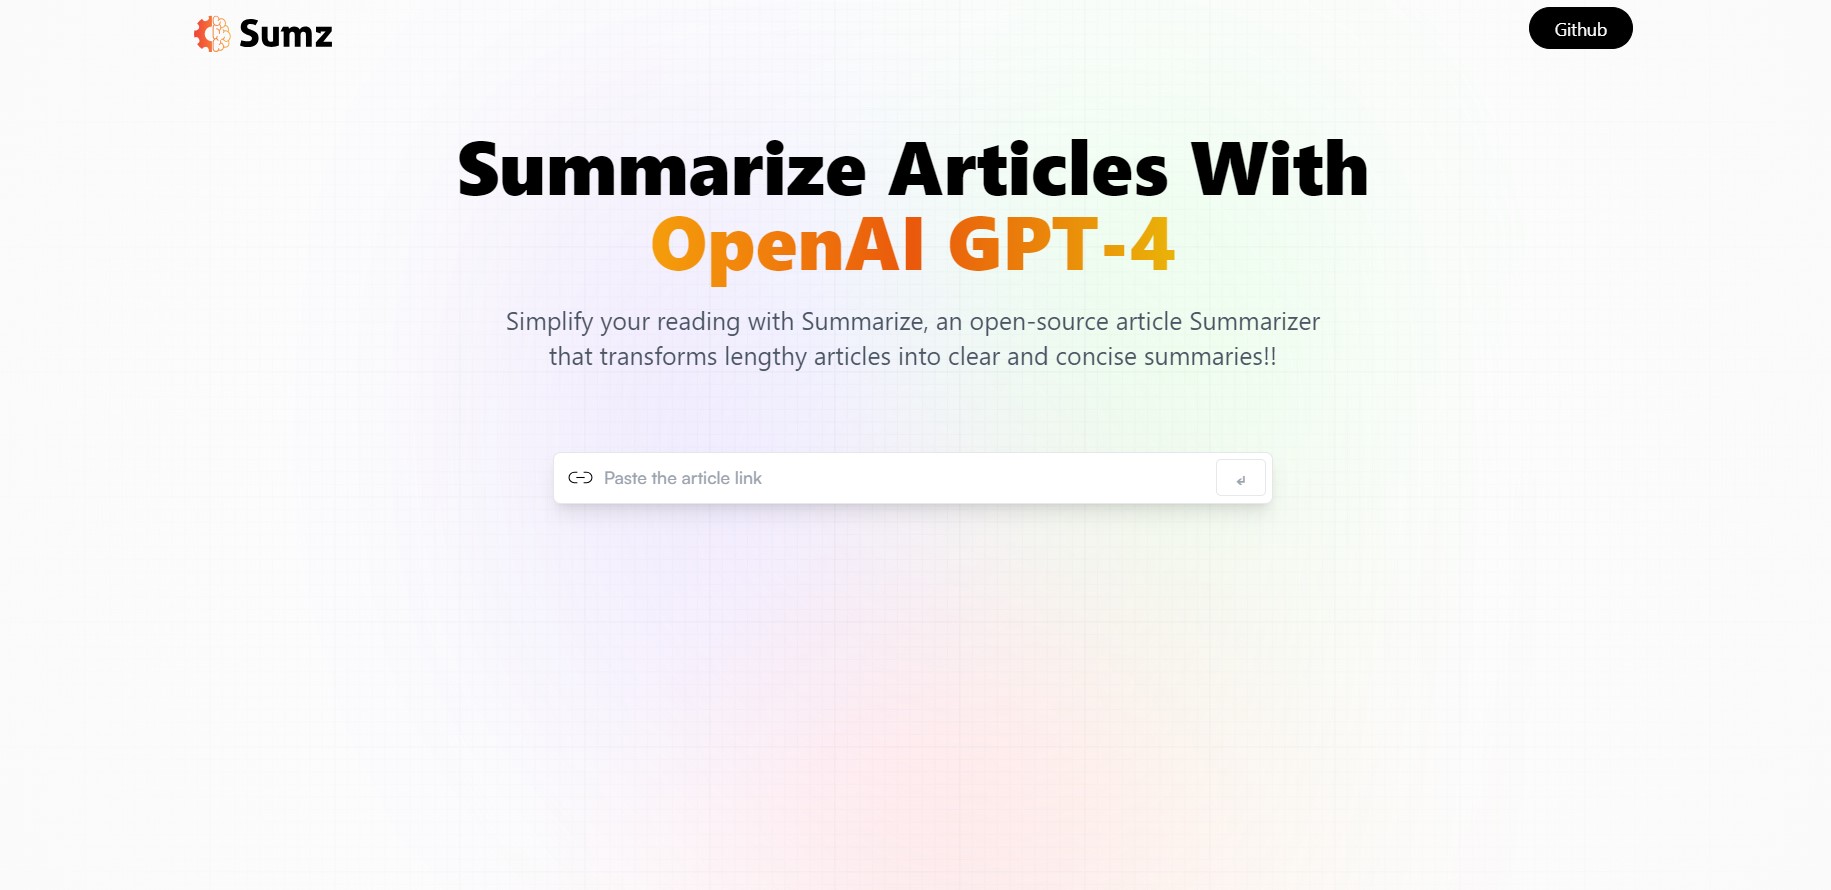 Sumz
Github
Summarize Articles With
OpenAI GPT-4
Simplify your reading with Summarize, an open-source article Summarizer
that transforms lengthy articles into clear and concise summaries!!
Paste the article link
↵